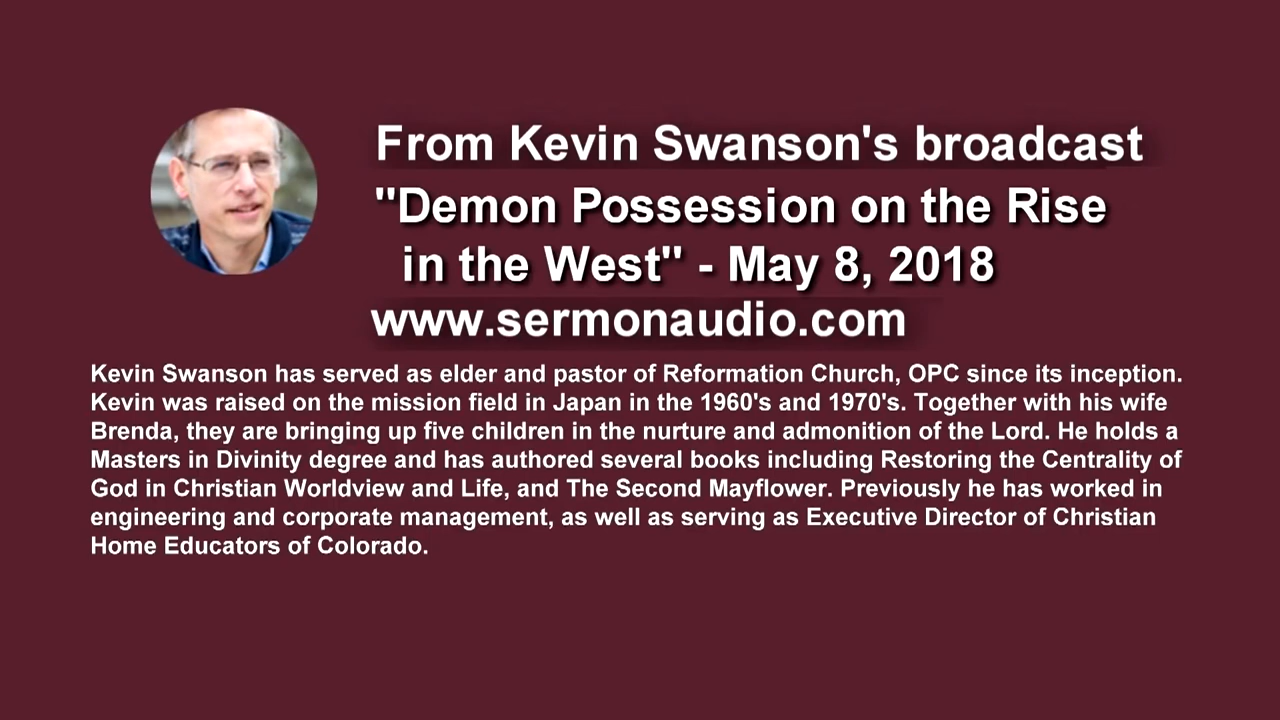 From Kevin Swanson's broadcast
"Demon Possession on the Rise
in the West" - May 8, 2018
www.sermonaudio.com
Kevin Swanson has served as elder and pastor of Reformation Church, OPC since its inception.
Kevin was raised on the mission field in Japan in the 1960's and 1970's. Together with his wife
Brenda, they are bringing up five children in the nurture and admonition of the Lord. He holds a
Masters in Divinity degree and has authored several books including Restoring the Centrality of
God in Christian Worldview and Life, and The Second Mayflower. Previously he has worked in
engineering and corporate management, as well as serving as Executive Director of Christian
Home Educators of Colorado.